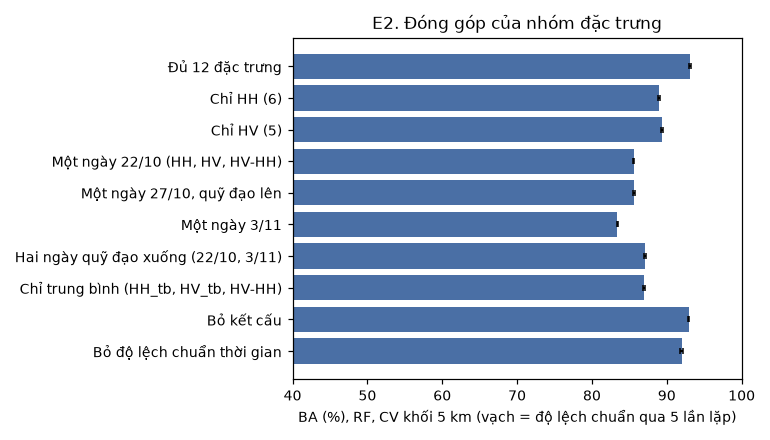 E2. Đóng góp của nhóm đặc trưng
Đủ 12 đặc trưng
Chỉ HH (6)
Chỉ HV (5)
Một ngày 22/10 (HH, HV, HV-HH)
Một ngày 27/10, quỹ đạo lên
Một ngày 3/11
Hai ngày quỹ đạo xuống (22/10, 3/11)
Chỉ trung bình (HH_tb, HV_tb, HV-HH)
Bỏ kết cấu
Bỏ độ lệch chuẩn thời gian
40 50 60 70 80 90 100
BA (%), RF, CV khối 5 km (vạch = độ lệch chuẩn qua 5 lần lặp)